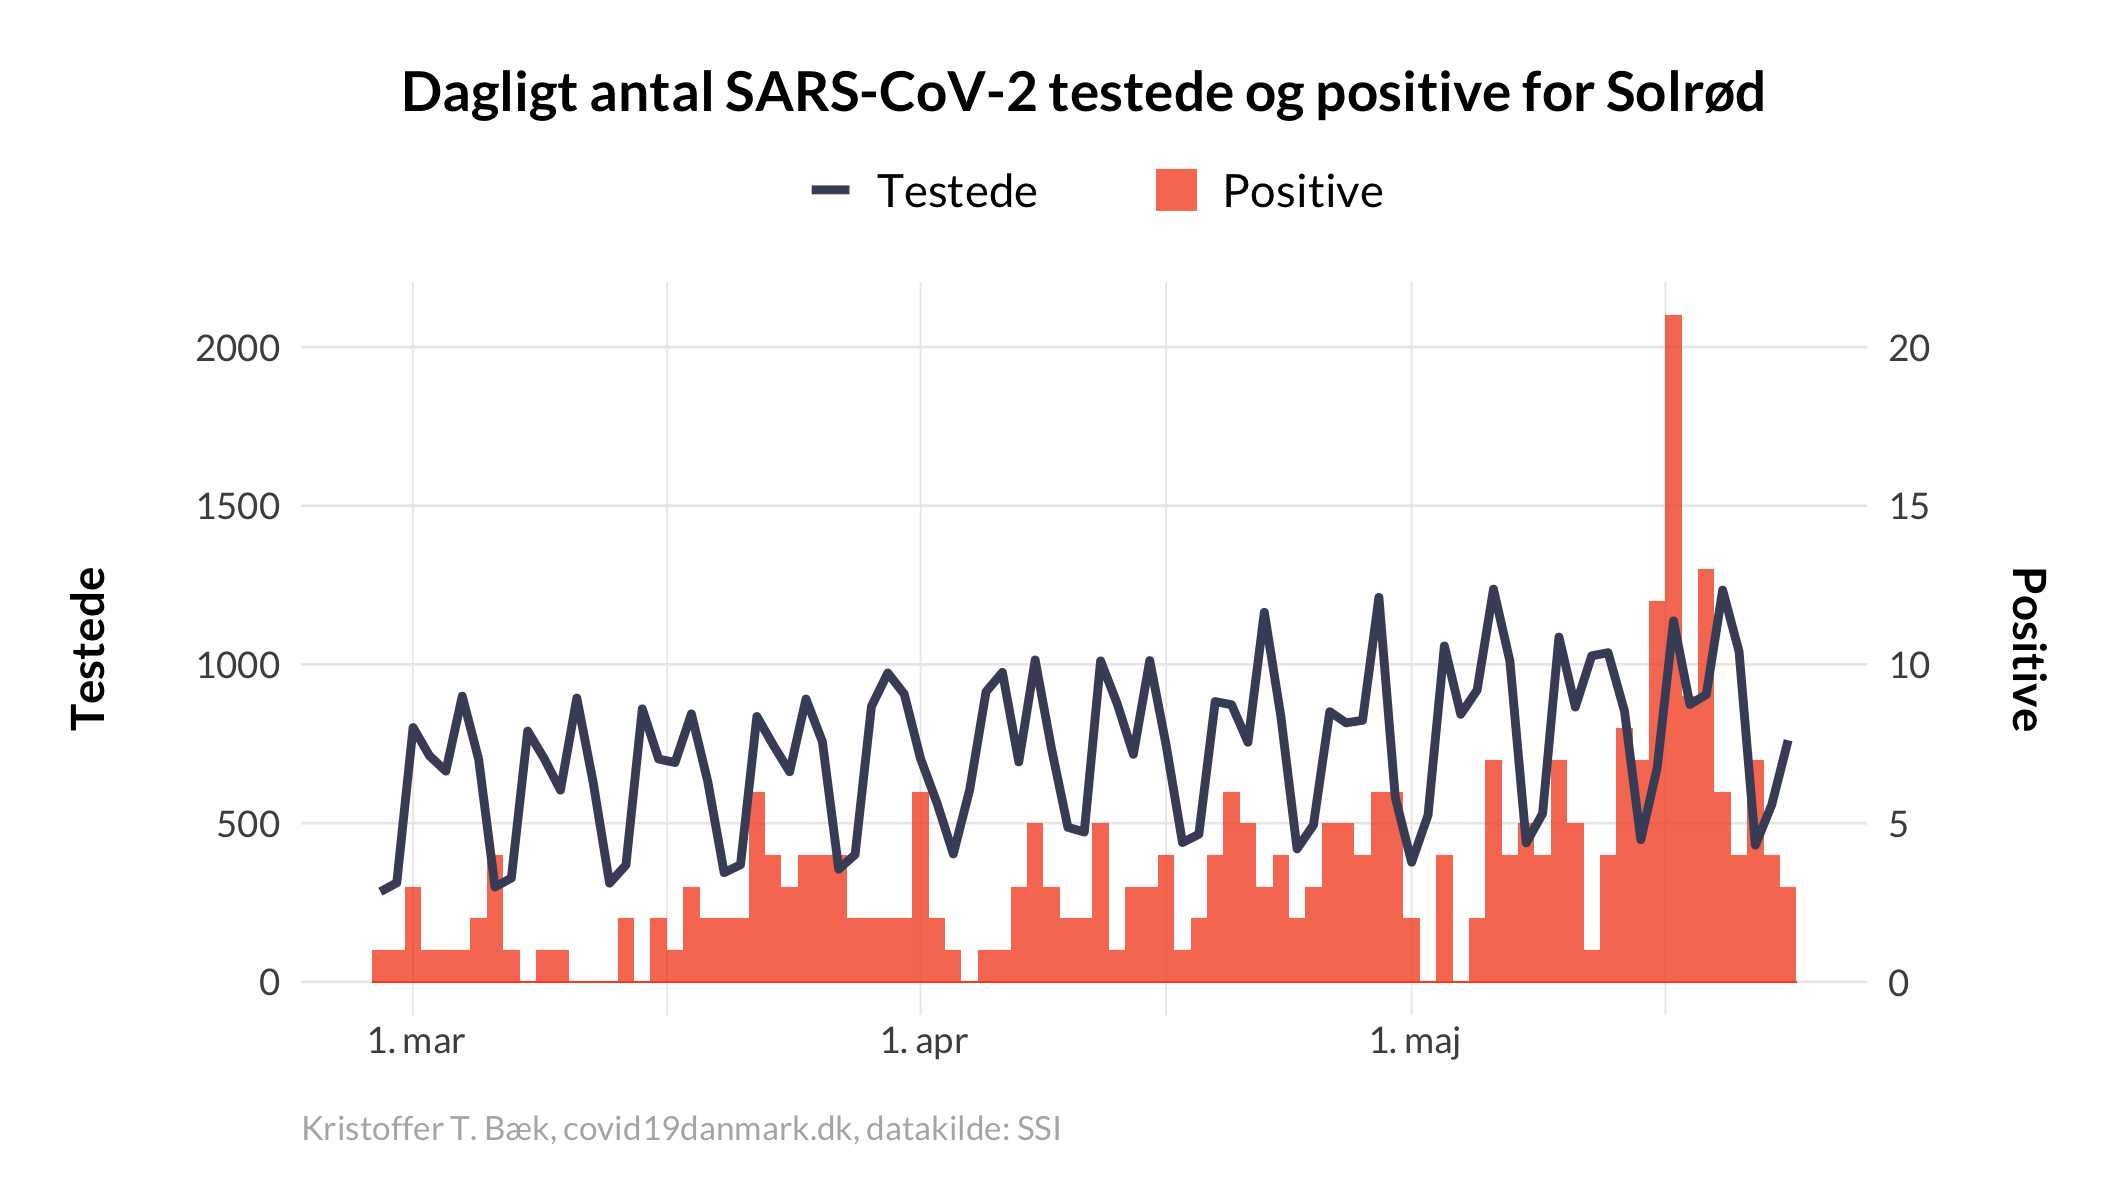 Dagligt antal SARS-CoV-2 testede og positive for Solrød
Testede
Positive
2000
1500
1000
500
0
20
15
10
5
0
Testede
Positive
1. mar
1. apr
1. maj
Kristoffer T. Bæk, covid19danmark.dk, datakilde: SSI